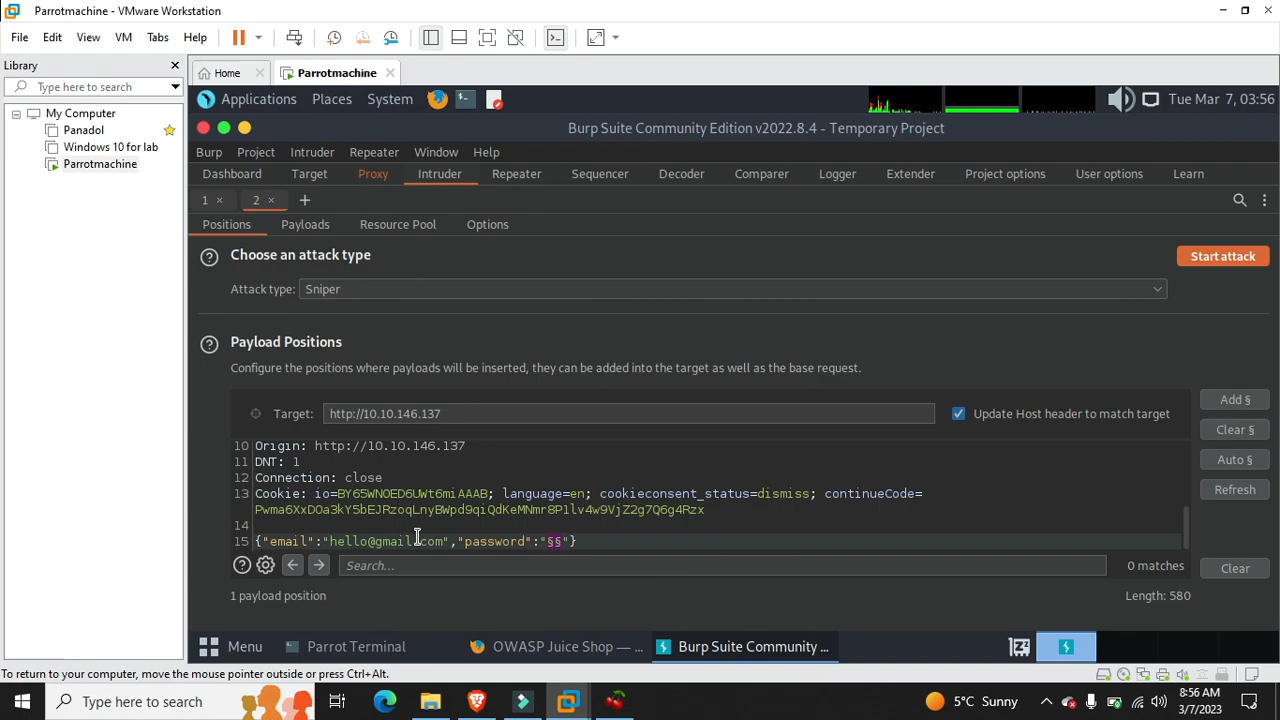 Parrotmachine - VMware Workstation
File Edit View VM Tabs Help
Library
Type here to search
My Computer
Panadol
Windows 10 for lab
Parrotmachine
Home Parrotmachine
Applications Places System Tue Mar 7, 03:56
Burp Suite Community Edition v2022.8.4 - Temporary Project
Burp Project Intruder Repeater Window Help
Dashboard Target Proxy Intruder Repeater Sequencer Decoder Comparer Logger Extender Project options User options Learn
1 × 2 × +
Positions Payloads Resource Pool Options
Choose an attack type
Start attack
Attack type: Sniper
Payload Positions
Configure the positions where payloads will be inserted, they can be added into the target as well as the base request.
Target: http://10.10.146.137 Update Host header to match target
Add §
Clear §
Auto §
Refresh
10 Origin: http://10.10.146.137
11 DNT: 1
12 Connection: close
13 Cookie: io=BY65WNOED6UWt6miAAAB; language=en; cookieconsent_status=dismiss; continueCode=
Pwma6XxDOa3kY5bEJRzoqLnyBWpd9qiQdKeMNmr8P1lv4w9VjZ2g7Q6g4Rzx
14
15 {"email":"hello@gmail.com","password":"§§"}
Search... 0 matches Clear
1 payload position Length: 580
Menu Parrot Terminal OWASP Juice Shop — ... Burp Suite Community ...
To return to your computer, move the mouse pointer outside or press Ctrl+Alt.
Type here to search 5°C Sunny 8:56 AM
3/7/2023